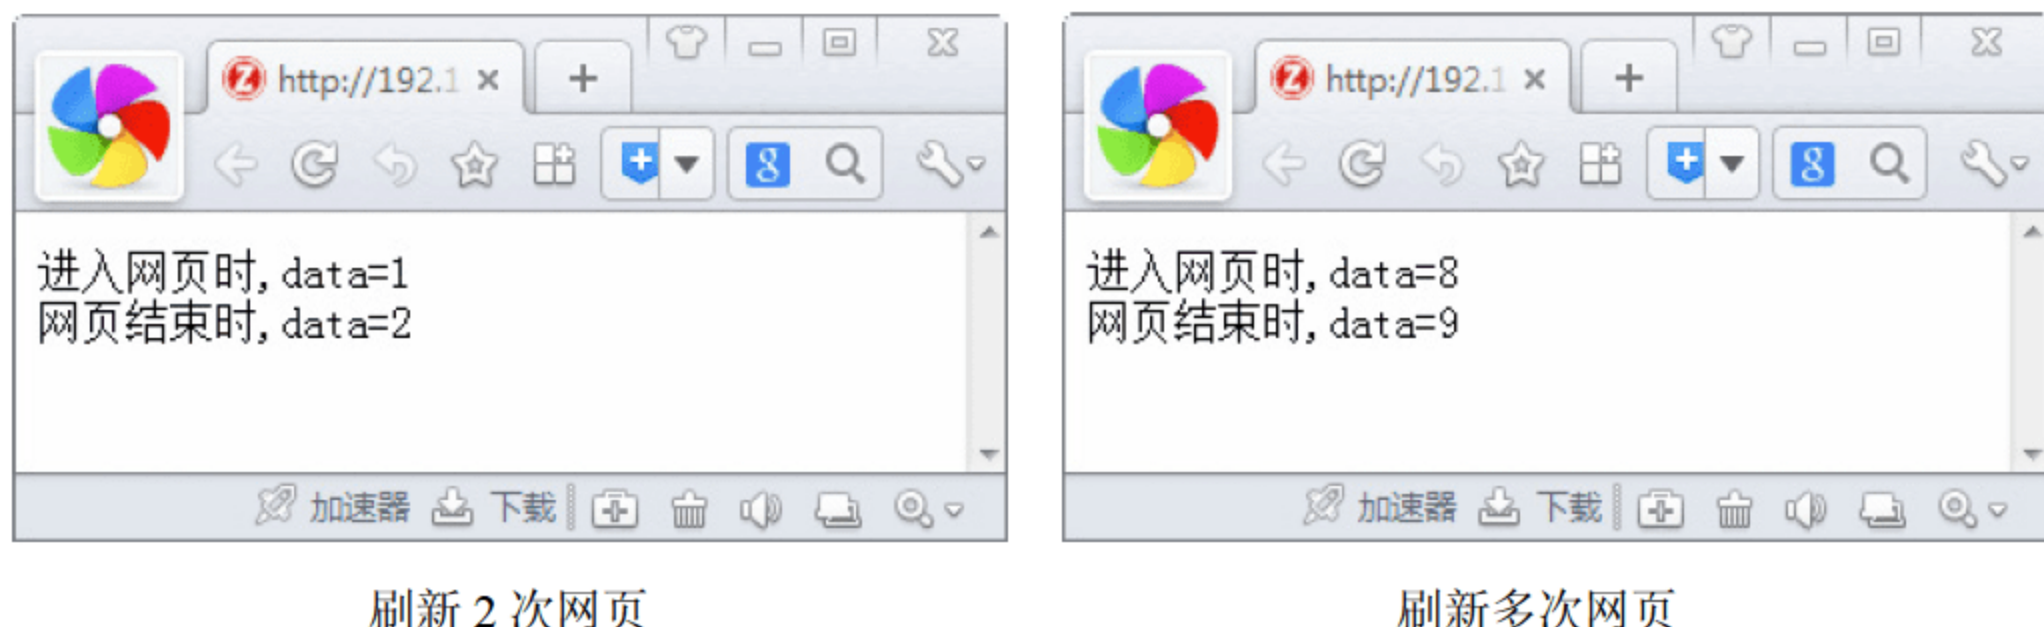 http://192.1
进入网页时,data=1
网页结束时,data=2
加速器 下载
刷新 2 次网页
http://192.1
进入网页时,data=8
网页结束时,data=9
加速器 下载
刷新多次网页